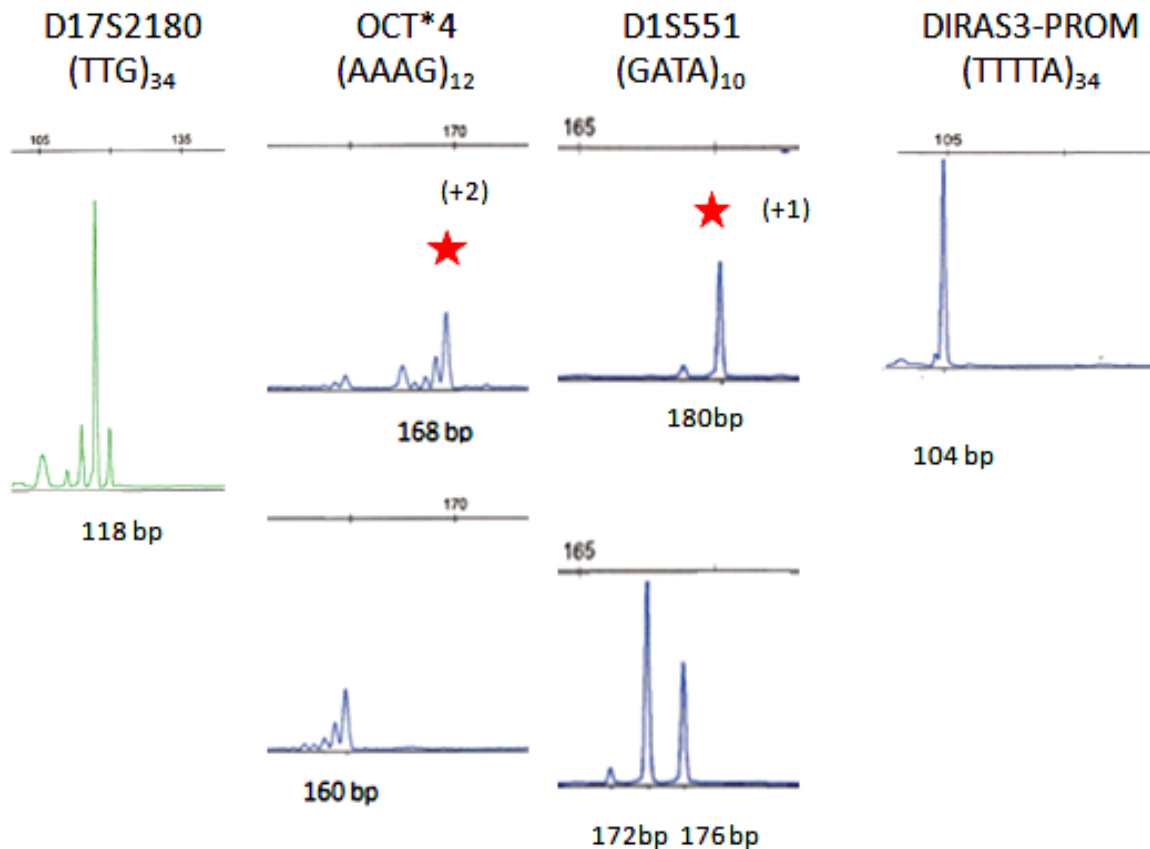 D17S2180
(TTG)34
OCT*4
(AAAG)12
D1S551
(GATA)10
DIRAS3-PROM
(TTTTA)34
105 135
170
165
105
(+2)
(+1)
118 bp
168 bp
180bp
104 bp
170
165
160 bp
172bp 176bp